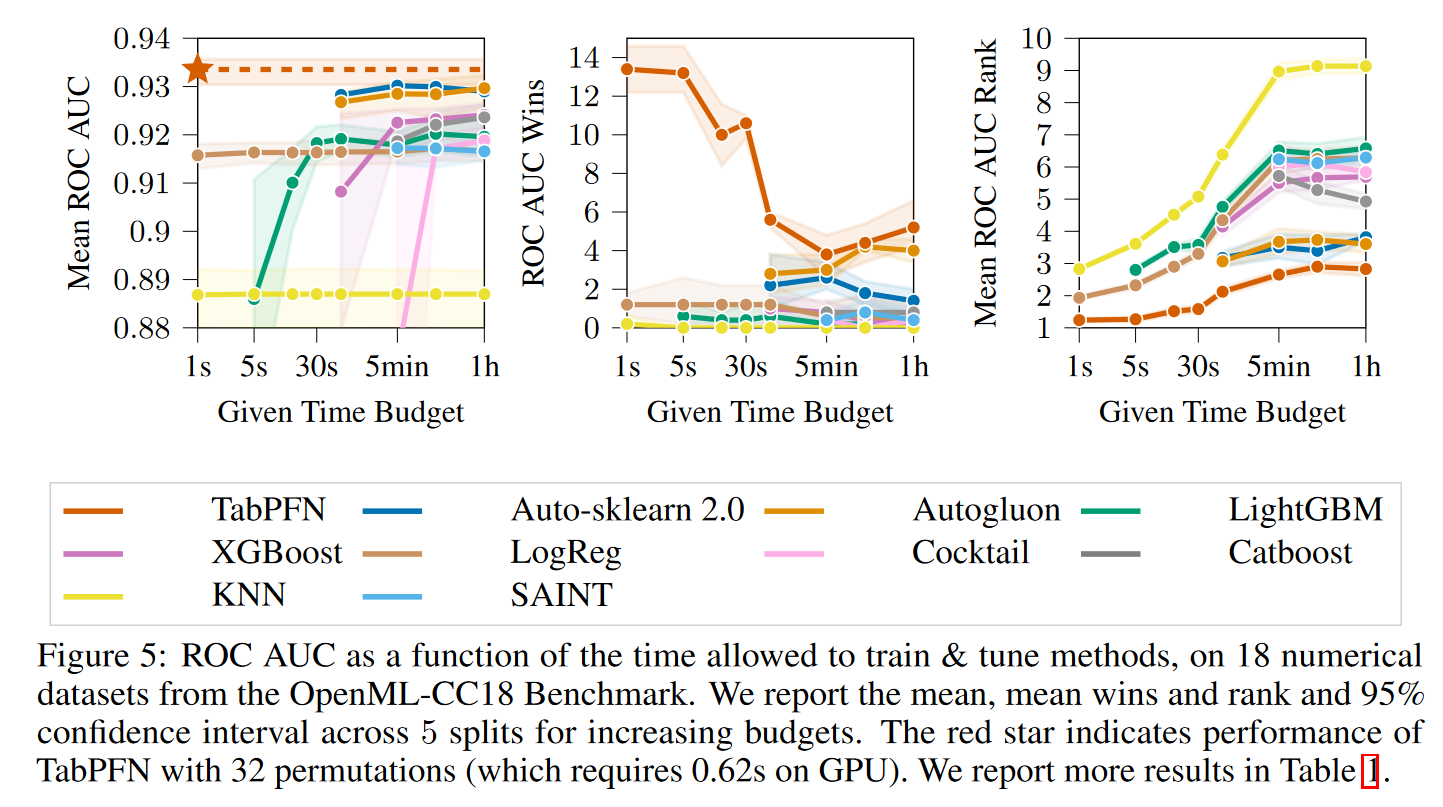 0.94
0.93
0.92
0.91
0.9
0.89
0.88
Mean ROC AUC
1s 5s 30s 5min 1h
Given Time Budget
14
12
10
8
6
4
2
0
ROC AUC Wins
1s 5s 30s 5min 1h
Given Time Budget
10
9
8
7
6
5
4
3
2
1
Mean ROC AUC Rank
1s 5s 30s 5min 1h
Given Time Budget
TabPFN Auto-sklearn 2.0 Autogluon LightGBM
XGBoost LogReg Cocktail Catboost
KNN SAINT
Figure 5: ROC AUC as a function of the time allowed to train & tune methods, on 18 numerical
datasets from the OpenML-CC18 Benchmark. We report the mean, mean wins and rank and 95%
confidence interval across 5 splits for increasing budgets. The red star indicates performance of
TabPFN with 32 permutations (which requires 0.62s on GPU). We report more results in Table 1.